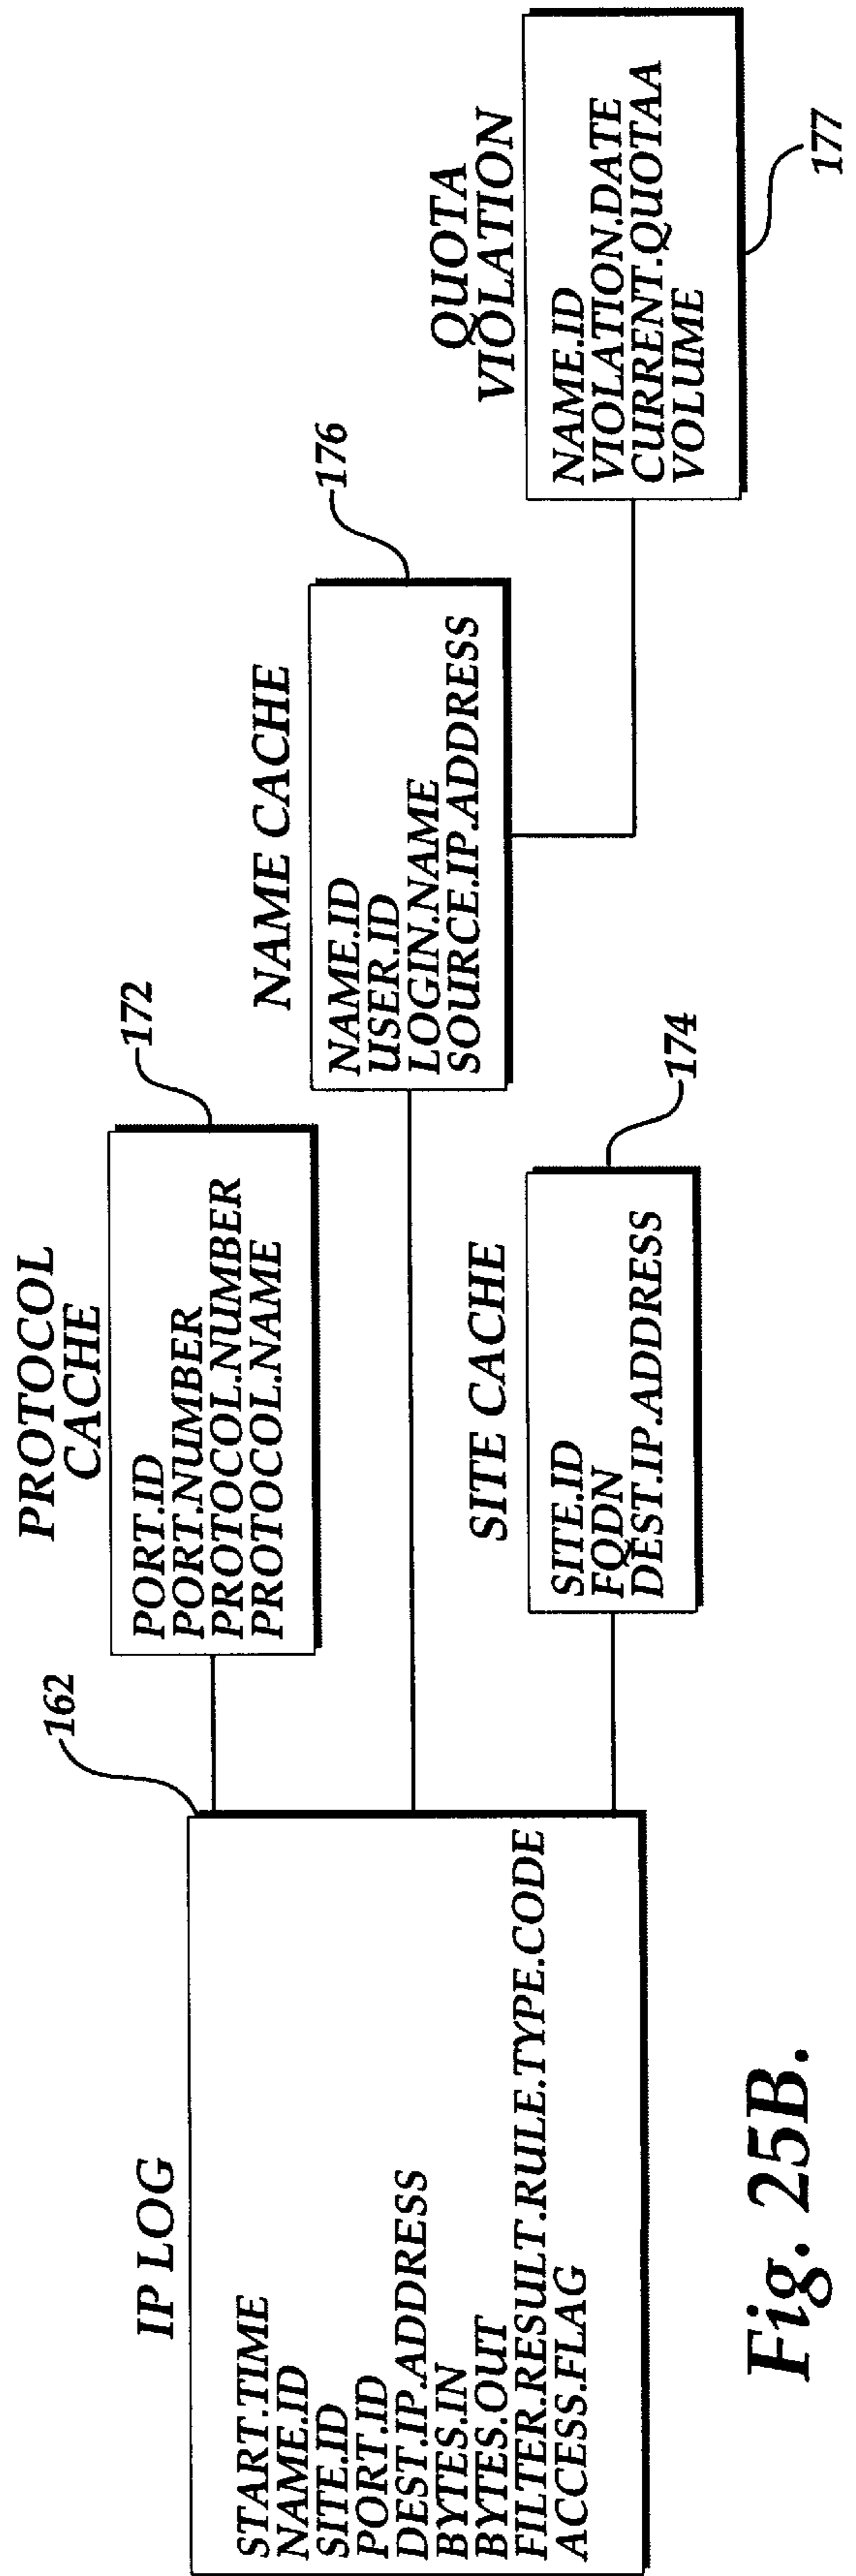 IP LOG
162
START.TIME
NAME.ID
SITE.ID
PORT.ID
DEST.IP.ADDRESS
BYTES.IN
BYTES.OUT
FILTER.RESULT.RULE.TYPE.CODE
ACCESS.FLAG
PROTOCOL
CACHE
172
PORT.ID
PORT.NUMBER
PROTOCOL.NUMBER
PROTOCOL.NAME
NAME CACHE
176
NAME.ID
USER.ID
LOGIN.NAME
SOURCE.IP.ADDRESS
SITE CACHE
174
SITE.ID
FQDN
DEST.IP.ADDRESS
QUOTA
VIOLATION
NAME.ID
VIOLATION.DATE
CURRENT.QUOTAA
VOLUME
177
Fig. 25B.